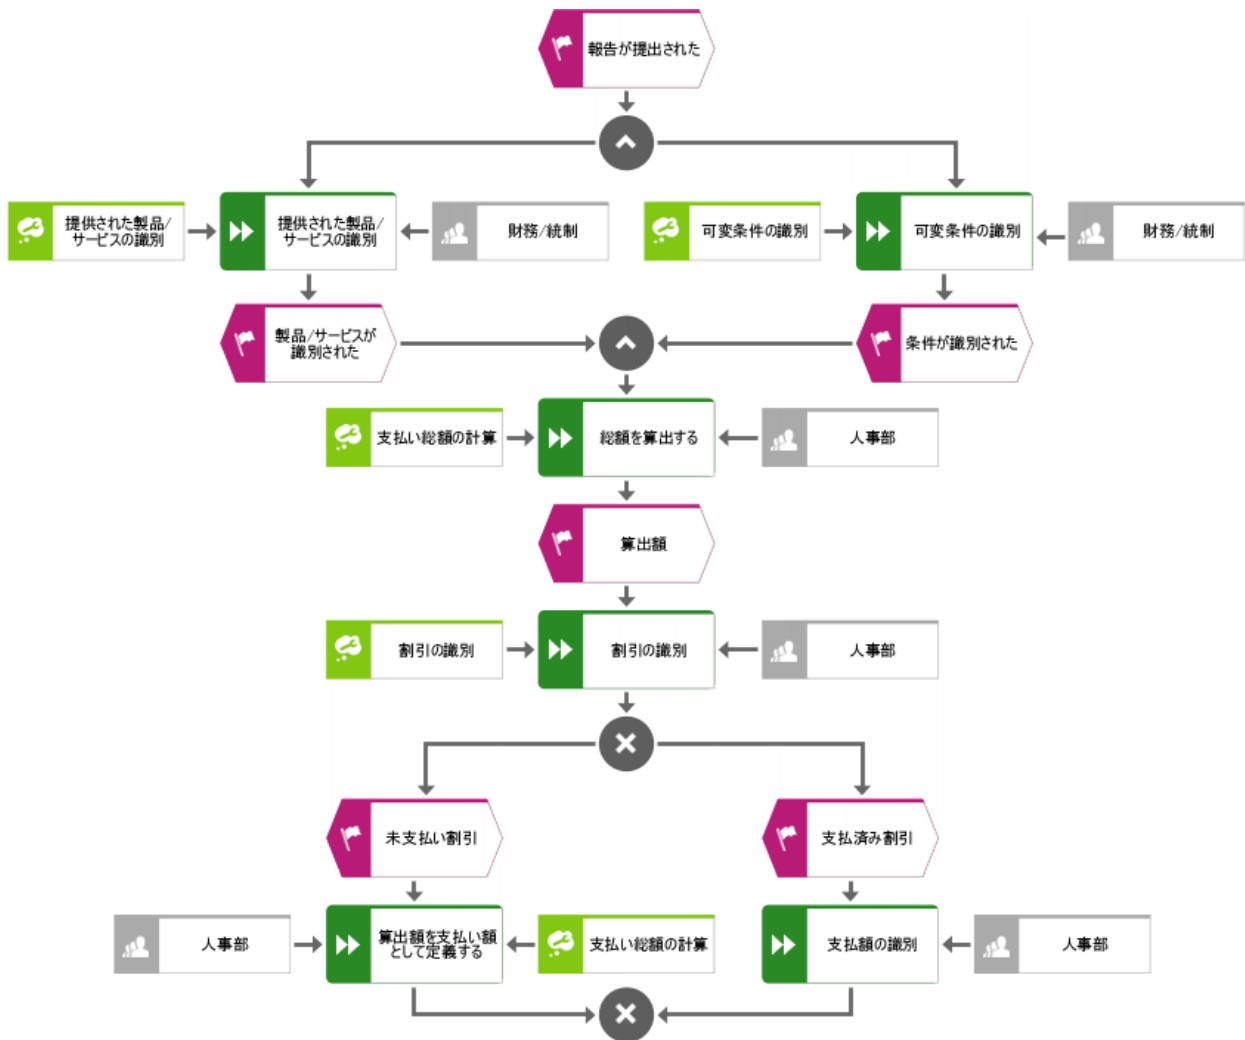 報告が提出された
提供された製品/
サービスの識別
提供された製品/
サービスの識別
財務/統制
可変条件の識別
可変条件の識別
財務/統制
製品/サービスが
識別された
条件が識別された
支払い総額の計算
総額を算出する
人事部
算出額
割引の識別
割引の識別
人事部
未支払い割引
支払済み割引
人事部
算出額を支払い額
として定義する
支払い総額の計算
支払額の識別
人事部